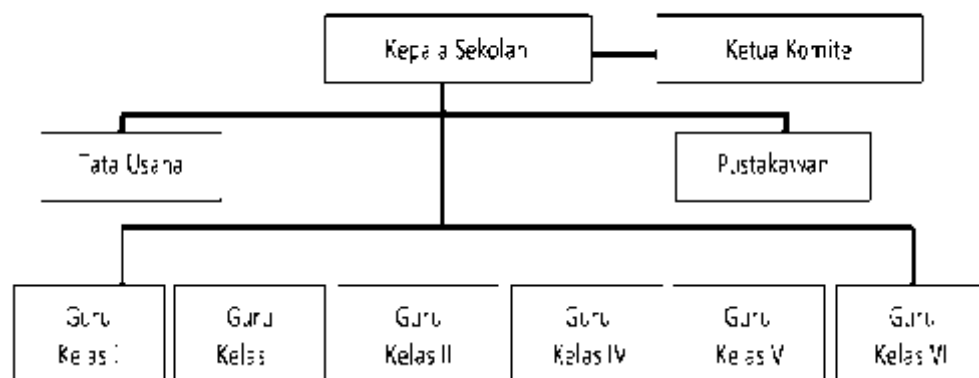 Kepala Sekolah
Ketua Komite
Tata Usaha
Pustakawan
Guru
Kelas I
Guru
Kelas
Guru
Kelas II
Guru
Kelas IV
Guru
Kelas V
Guru
Kelas VI